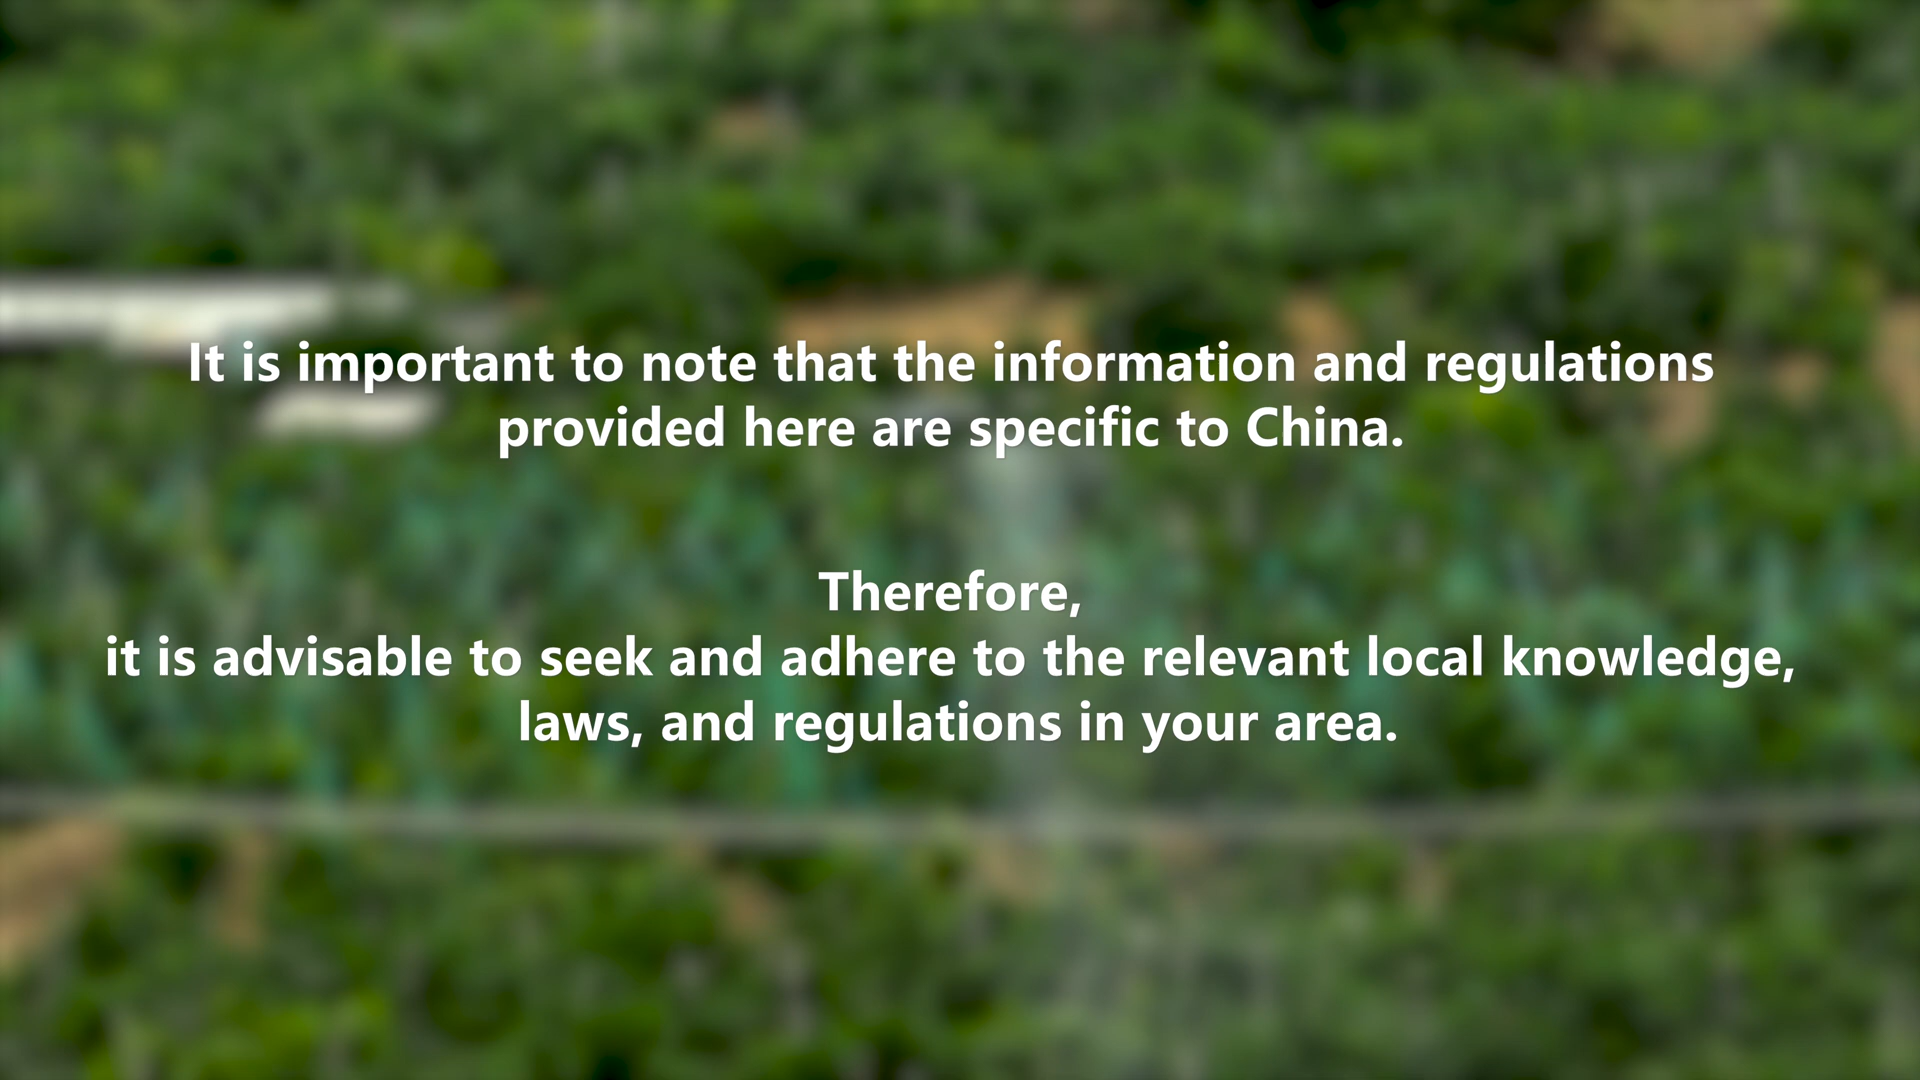 It is important to note that the information and regulations
provided here are specific to China.
Therefore,
it is advisable to seek and adhere to the relevant local knowledge,
laws, and regulations in your area.